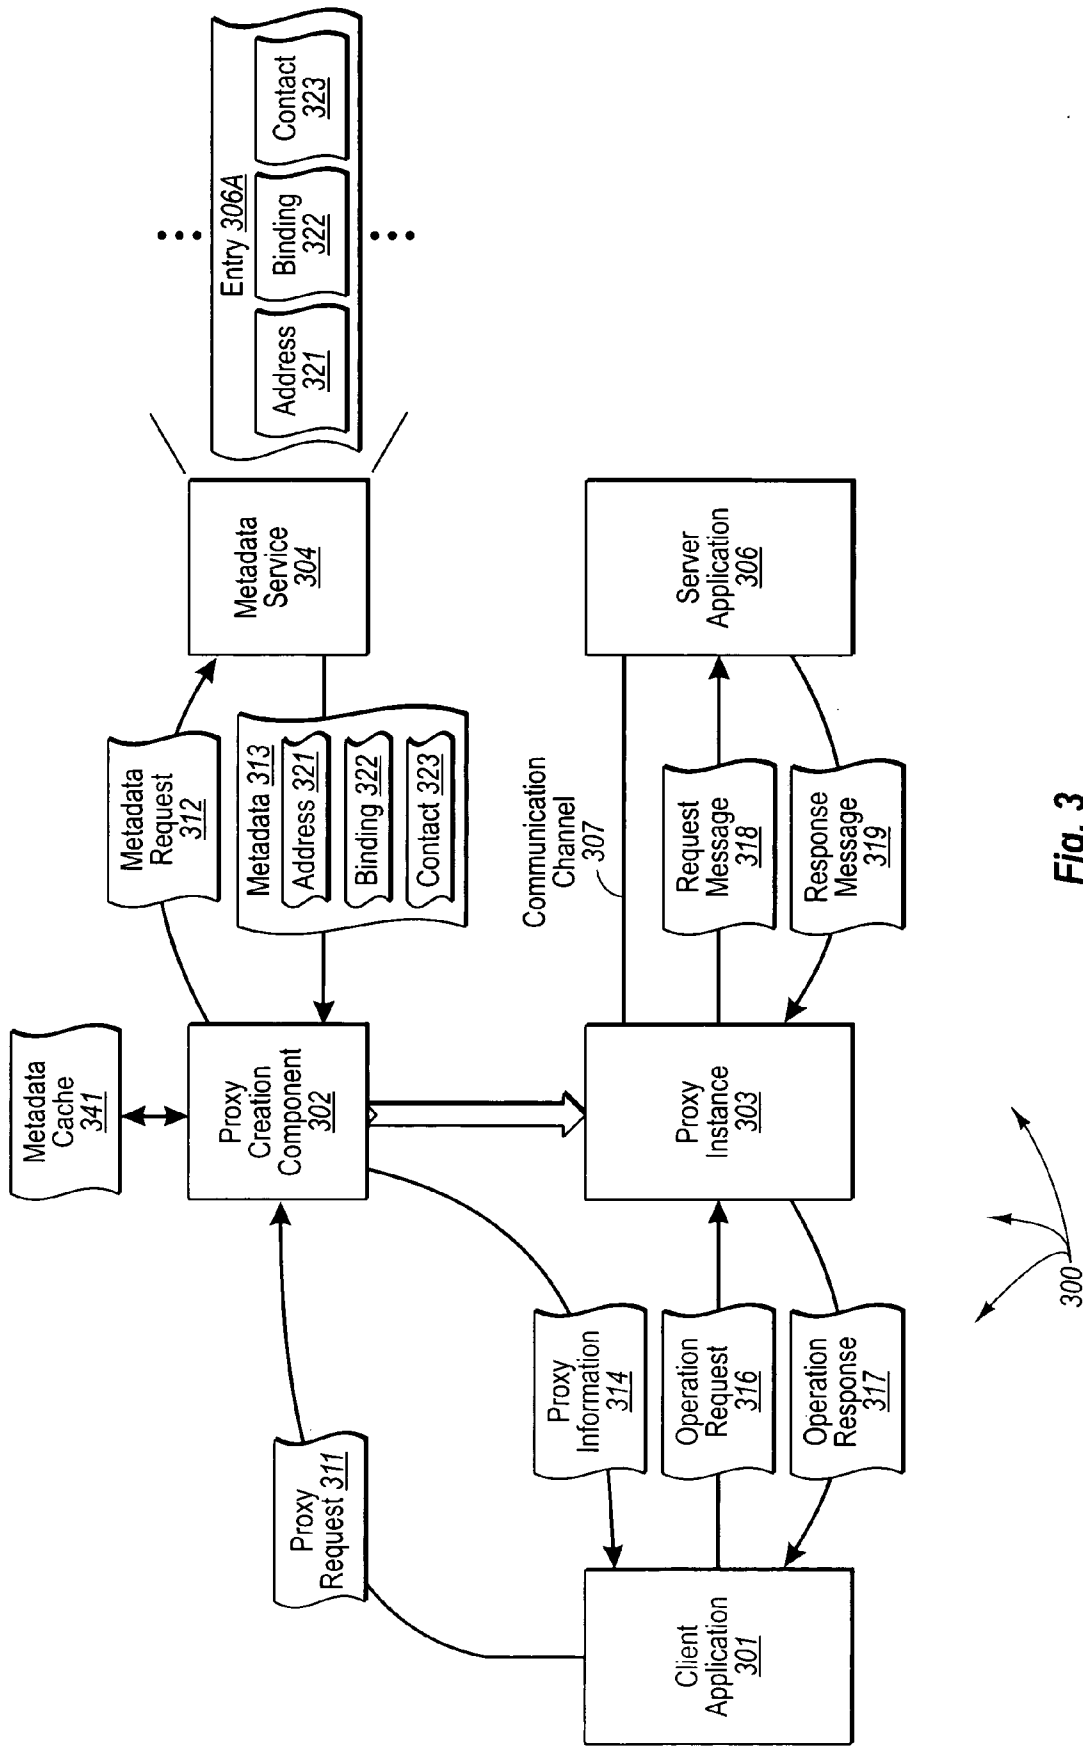 Metadata
Cache
341
Proxy
Creation
Component
302
Metadata
Request
312
Metadata 313
Address 321
Binding 322
Contact 323
Metadata
Service
304
Entry 306A
Address
321
Binding
322
Contact
323
Proxy
Request 311
Proxy
Information
314
Client
Application
301
Operation
Request
316
Operation
Response
317
Proxy
Instance
303
Communication
Channel
307
Request
Message
318
Response
Message
319
Server
Application
306
300
Fig. 3